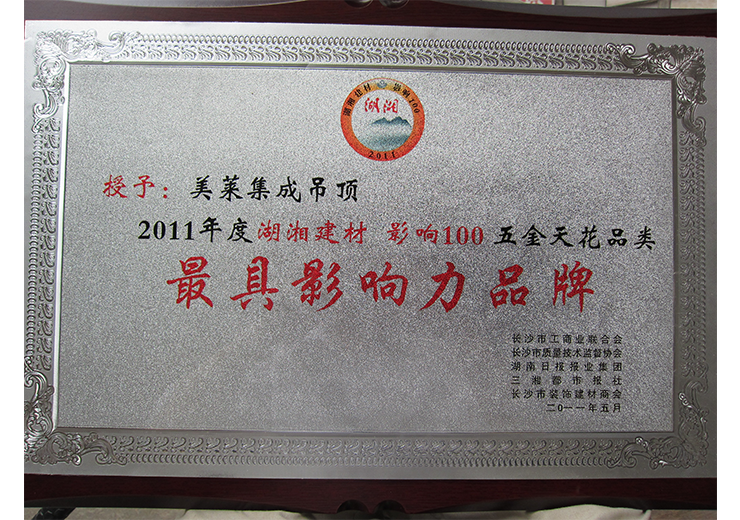 湖湘建材 影响100
湖湘
2011
授予：美莱集成吊顶
2011年度湖湘建材 影响100 五金天花品类
最具影响力品牌
长沙市工商业联合会
长沙市质量技术监督协会
湖南日报报业集团
三湘都市报社
长沙市装饰建材商会
二0一一年五月